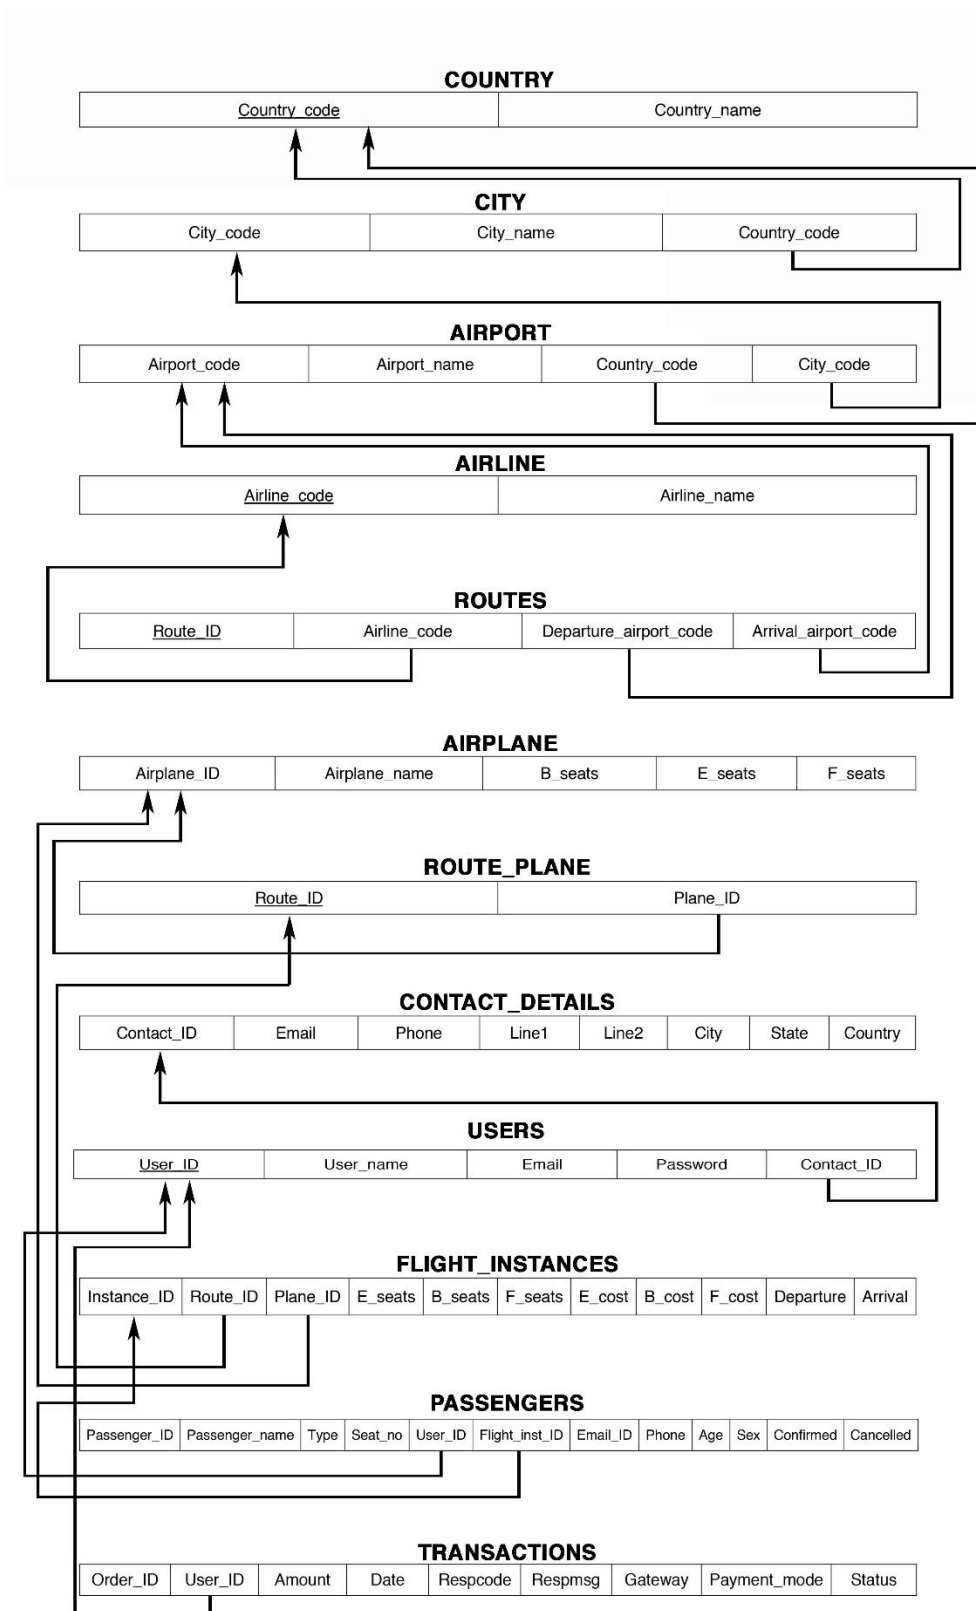 COUNTRY
Country_code Country_name
CITY
City_code City_name Country_code
AIRPORT
Airport_code Airport_name Country_code City_code
AIRLINE
Airline_code Airline_name
ROUTES
Route_ID Airline_code Departure_airport_code Arrival_airport_code
AIRPLANE
Airplane_ID Airplane_name B_seats E_seats F_seats
ROUTE_PLANE
Route_ID Plane_ID
CONTACT_DETAILS
Contact_ID Email Phone Line1 Line2 City State Country
USERS
User_ID User_name Email Password Contact_ID
FLIGHT_INSTANCES
Instance_ID Route_ID Plane_ID E_seats B_seats F_seats E_cost B_cost F_cost Departure Arrival
PASSENGERS
Passenger_ID Passenger_name Type Seat_no User_ID Flight_inst_ID Email_ID Phone Age Sex Confirmed Cancelled
TRANSACTIONS
Order_ID User_ID Amount Date Respcode Respmsg Gateway Payment_mode Status